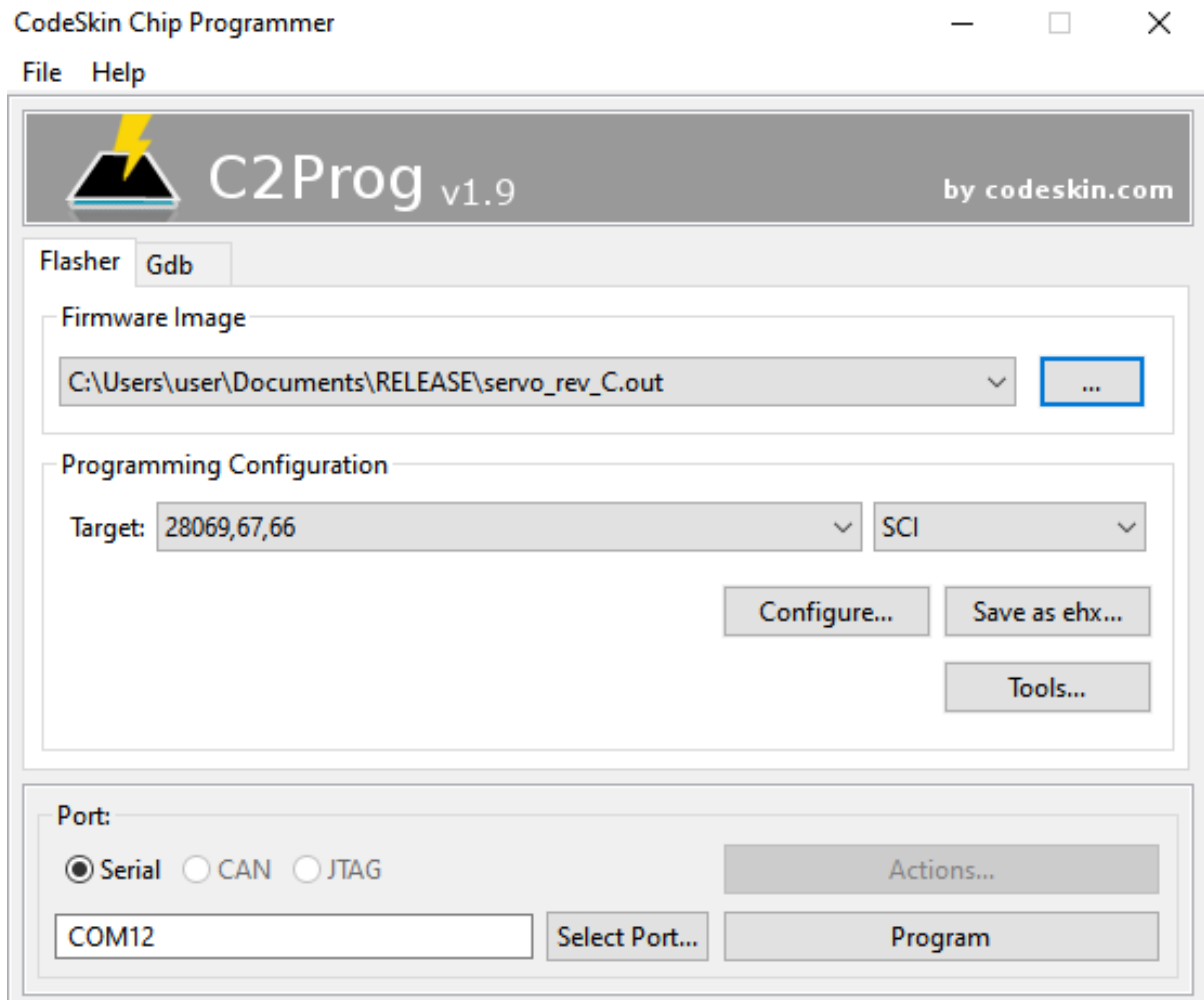 CodeSkin Chip Programmer
File Help
C2Prog v1.9 by codeskin.com
Flasher Gdb
Firmware Image
C:\Users\user\Documents\RELEASE\servo_rev_C.out ...
Programming Configuration
Target: 28069,67,66 SCI
Configure... Save as ehx...
Tools...
Port:
Serial CAN JTAG Actions...
COM12 Select Port... Program